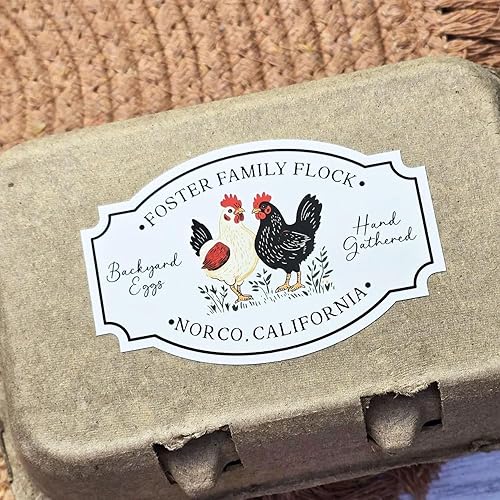 •FOSTER FAMILY FLOCK•
Backyard
Eggs
Hand
Gathered
•NORCO, CALIFORNIA•